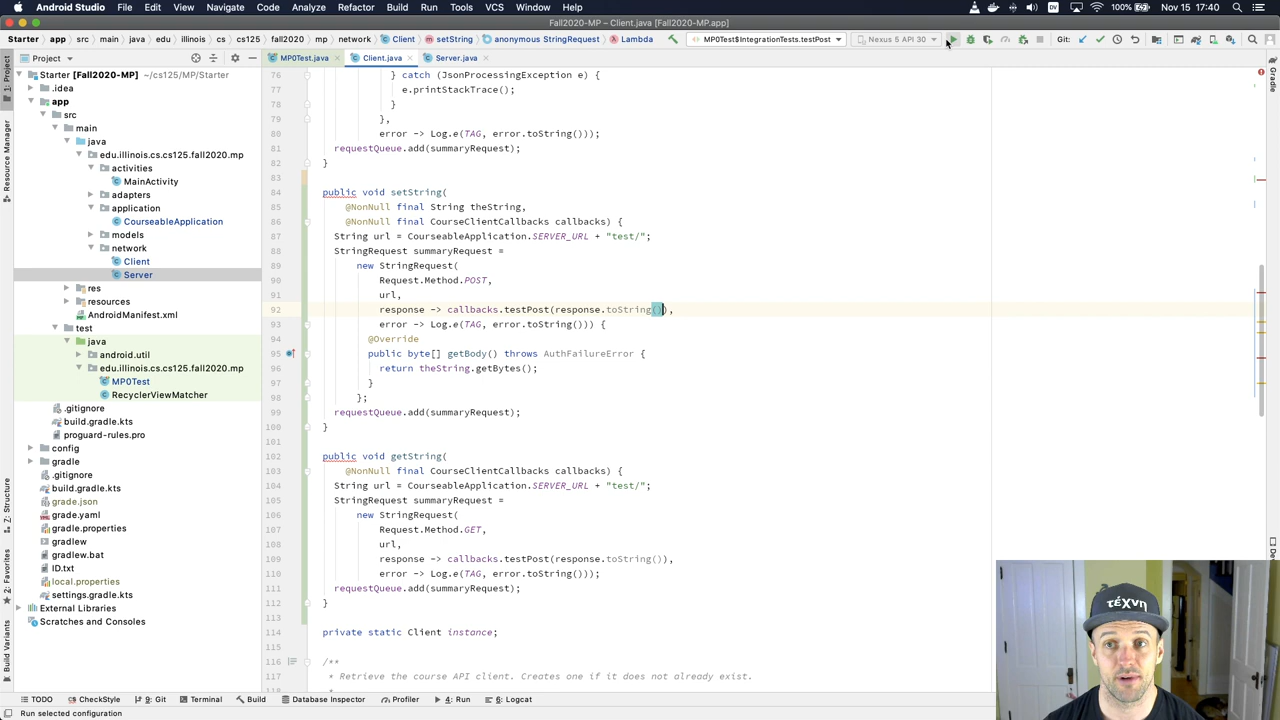 Android Studio File Edit View Navigate Code Analyze Refactor Build Run Tools VCS Window Help 100% Nov 15 17:40
Fall2020-MP – Client.java [Fall2020-MP.app]
Starter app src main java edu illinois cs cs125 fall2020 mp network Client setString anonymous StringRequest Lambda MP0Test$IntegrationTests.testPost Nexus 5 API 30 Git:
Project MP0Test.java Client.java Server.java
Starter [Fall2020-MP] ~/cs125/MP/Starter
.idea
app
src
main
java
edu.illinois.cs.cs125.fall2020.mp
activities
MainActivity
adapters
application
CourseableApplication
models
network
Client
Server
res
resources
AndroidManifest.xml
test
java
android.util
edu.illinois.cs.cs125.fall2020.mp
MP0Test
RecyclerViewMatcher
.gitignore
build.gradle.kts
proguard-rules.pro
config
gradle
.gitignore
build.gradle.kts
grade.json
grade.yaml
gradle.properties
gradlew
gradlew.bat
ID.txt
local.properties
settings.gradle.kts
External Libraries
Scratches and Consoles
1: Project
Resource Manager
7: Structure
2: Favorites
Build Variants
76 } catch (JsonProcessingException e) {
77 e.printStackTrace();
78 }
79 },
80 error -> Log.e(TAG, error.toString()));
81 requestQueue.add(summaryRequest);
82 }
83
84 public void setString(
85 @NonNull final String theString,
86 @NonNull final CourseClientCallbacks callbacks) {
87 String url = CourseableApplication.SERVER_URL + "test/";
88 StringRequest summaryRequest =
89 new StringRequest(
90 Request.Method.POST,
91 url,
92 response -> callbacks.testPost(response.toString()),
93 error -> Log.e(TAG, error.toString())) {
94 @Override
95 public byte[] getBody() throws AuthFailureError {
96 return theString.getBytes();
97 }
98 };
99 requestQueue.add(summaryRequest);
100 }
101
102 public void getString(
103 @NonNull final CourseClientCallbacks callbacks) {
104 String url = CourseableApplication.SERVER_URL + "test/";
105 StringRequest summaryRequest =
106 new StringRequest(
107 Request.Method.GET,
108 url,
109 response -> callbacks.testPost(response.toString()),
110 error -> Log.e(TAG, error.toString()));
111 requestQueue.add(summaryRequest);
112 }
113
114 private static Client instance;
115
116 /**
117 * Retrieve the course API client. Creates one if it does not already exist.
118 *
Gradle
τέχνη
TODO CheckStyle 9: Git Terminal Build Database Inspector Profiler 4: Run 6: Logcat
Run selected configuration